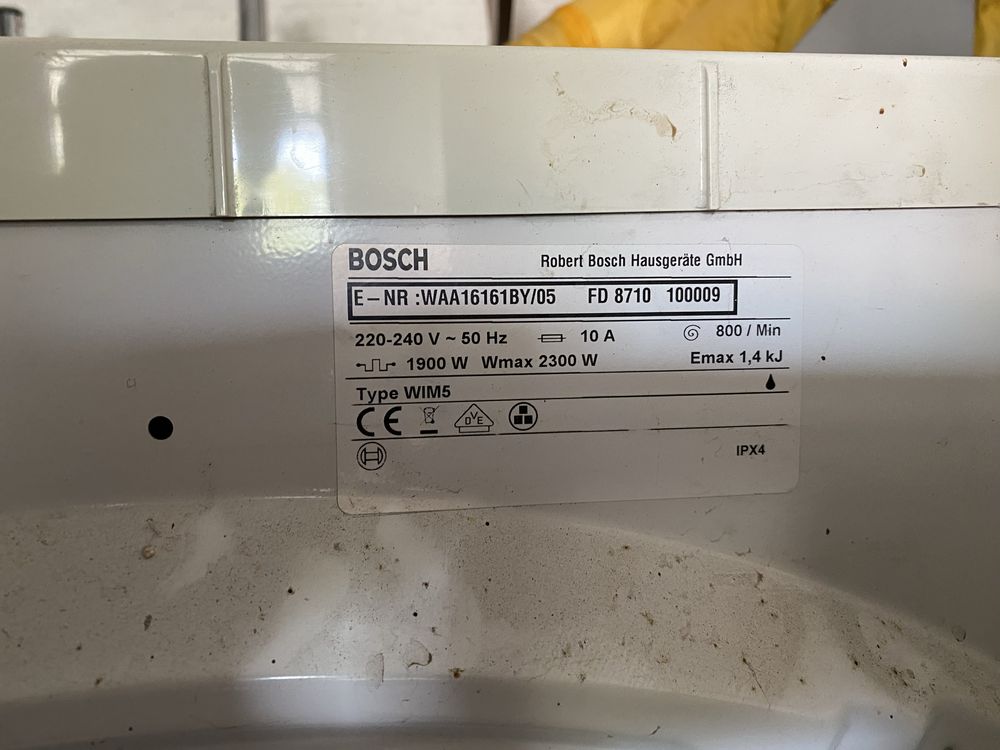 BOSCH Robert Bosch Hausgeräte GmbH
E-NR :WAA16161BY/05 FD 8710 100009
220-240 V ~ 50 Hz 10 A 800 / Min
1900 W Wmax 2300 W Emax 1,4 kJ
Type WIM5
CE DVE
IPX4